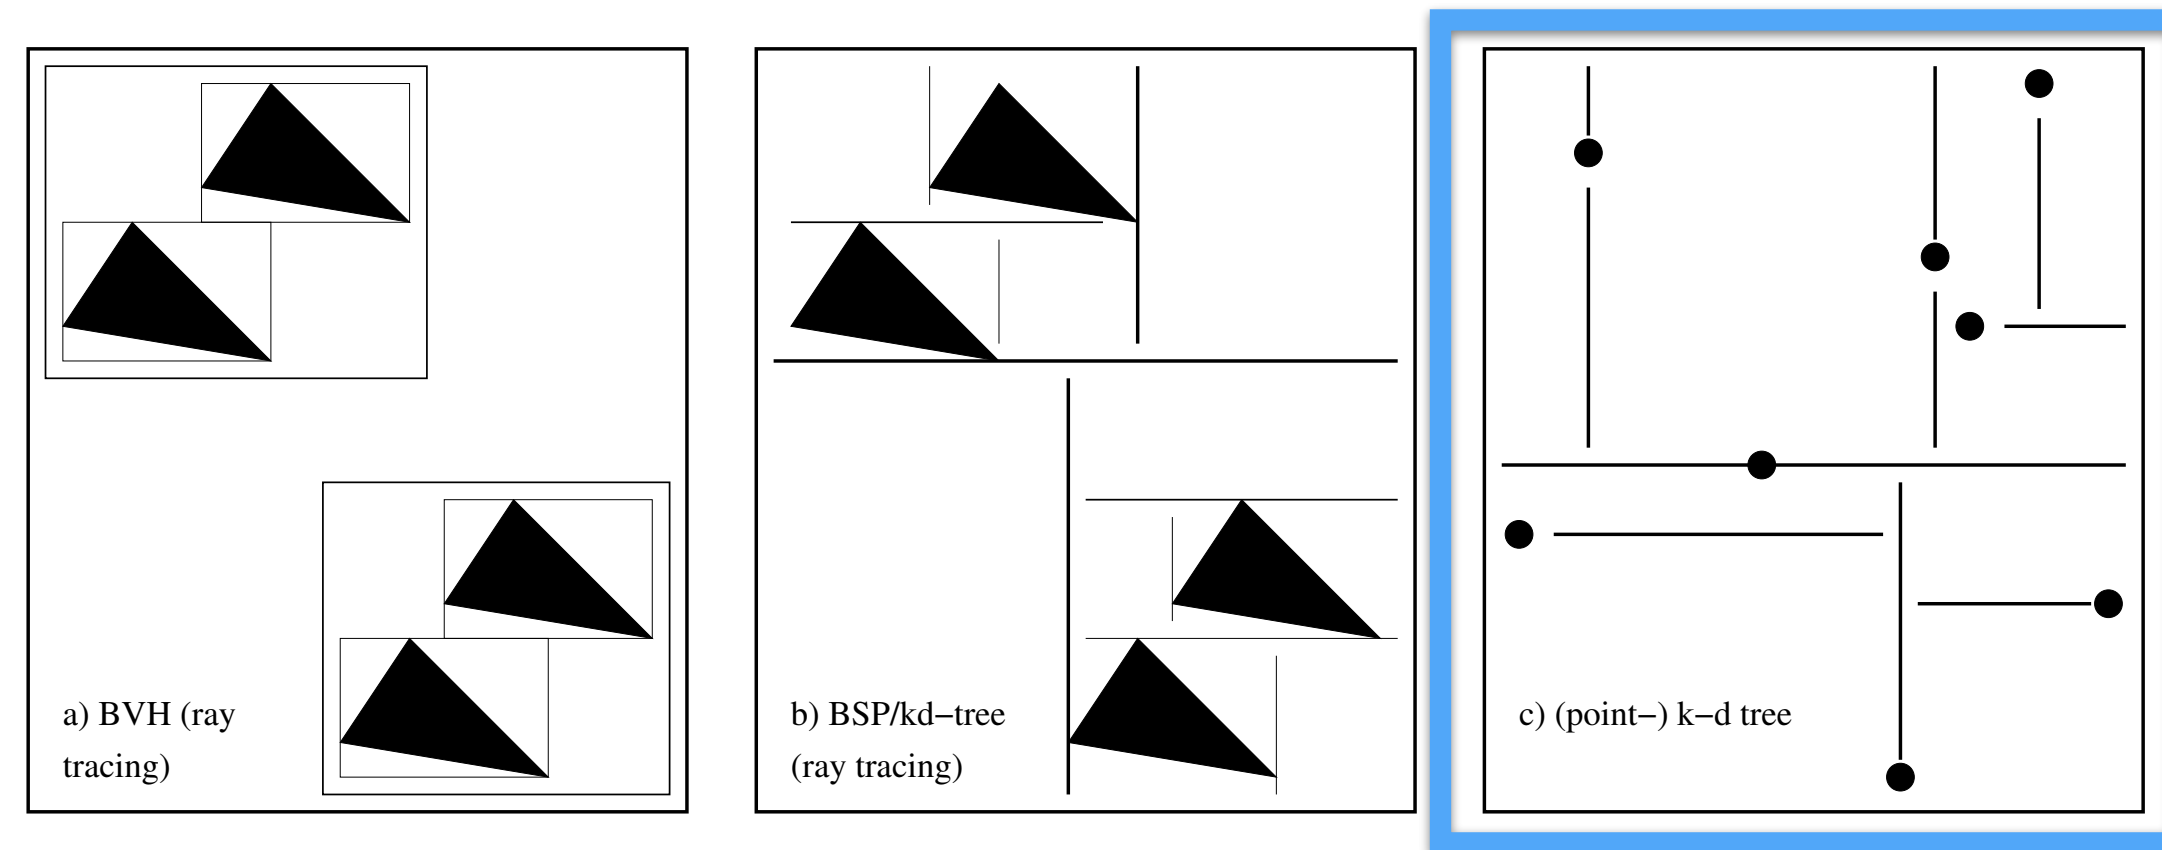 a) BVH (ray
tracing)
b) BSP/kd−tree
(ray tracing)
c) (point−) k−d tree